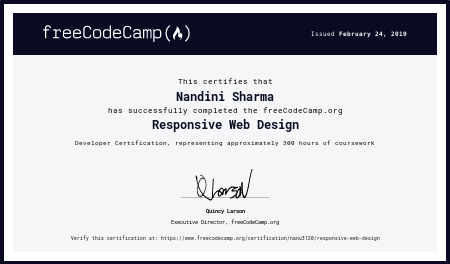 freeCodeCamp(🔥)
Issued February 24, 2019
This certifies that
Nandini Sharma
has successfully completed the freeCodeCamp.org
Responsive Web Design
Developer Certification, representing approximately 300 hours of coursework
Quincy Larson
Executive Director, freeCodeCamp.org
Verify this certification at: https://www.freecodecamp.org/certification/nanu3120/responsive-web-design